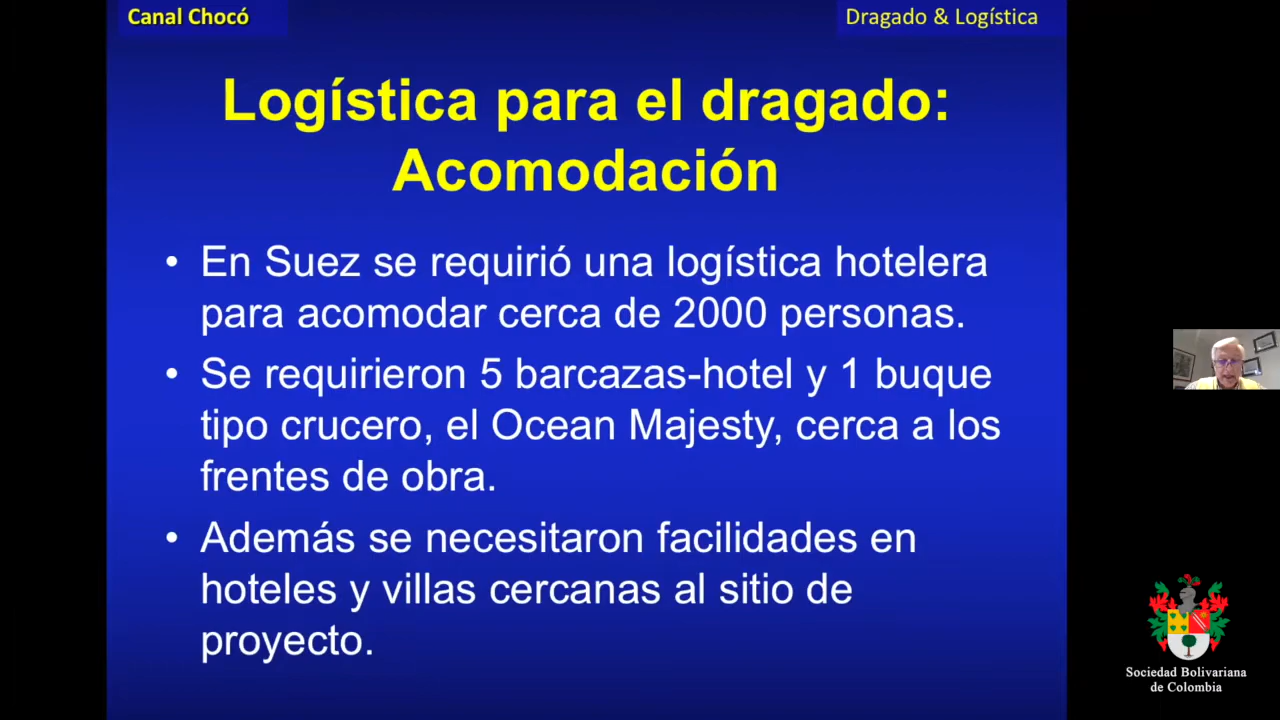 Canal Chocó
Dragado & Logística
Logística para el dragado:
Acomodación
• En Suez se requirió una logística hotelera
para acomodar cerca de 2000 personas.
• Se requirieron 5 barcazas-hotel y 1 buque
tipo crucero, el Ocean Majesty, cerca a los
frentes de obra.
• Además se necesitaron facilidades en
hoteles y villas cercanas al sitio de
proyecto.
Sociedad Bolivariana
de Colombia